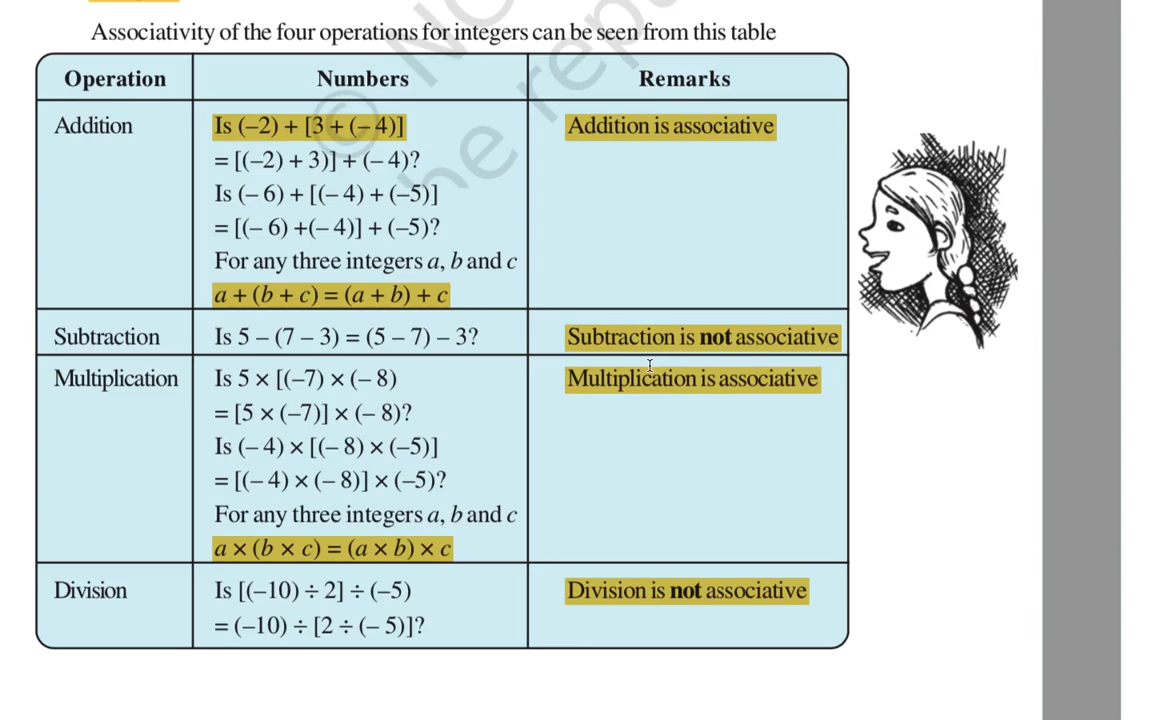 Associativity of the four operations for integers can be seen from this table
Operation Numbers Remarks
Addition Is (–2) + [3 + (– 4)] Addition is associative
= [(–2) + 3)] + (– 4)?
Is (– 6) + [(– 4) + (–5)]
= [(– 6) +(– 4)] + (–5)?
For any three integers a, b and c
a + (b + c) = (a + b) + c
Subtraction Is 5 – (7 – 3) = (5 – 7) – 3? Subtraction is not associative
Multiplication Is 5 × [(–7) × (– 8) Multiplication is associative
= [5 × (–7)] × (– 8)?
Is (– 4) × [(– 8) × (–5)]
= [(– 4) × (– 8)] × (–5)?
For any three integers a, b and c
a × (b × c) = (a × b) × c
Division Is [(–10) ÷ 2] ÷ (–5) Division is not associative
= (–10) ÷ [2 ÷ (– 5)]?